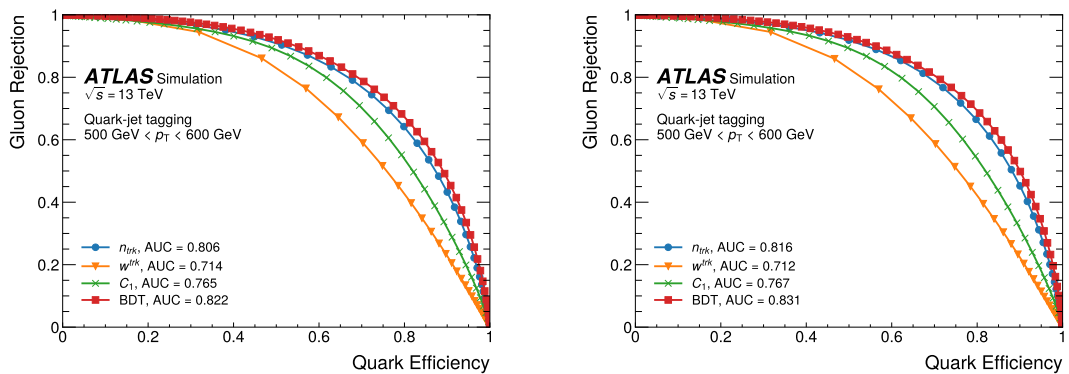 Gluon Rejection
1
0.8
0.6
0.4
0.2
0
ATLAS Simulation
√s = 13 TeV
Quark-jet tagging
500 GeV < pT < 600 GeV
ntrk, AUC = 0.806
wtrk, AUC = 0.714
C1, AUC = 0.765
BDT, AUC = 0.822
0 0.2 0.4 0.6 0.8 1
Quark Efficiency
Gluon Rejection
1
0.8
0.6
0.4
0.2
0
ATLAS Simulation
√s = 13 TeV
Quark-jet tagging
500 GeV < pT < 600 GeV
ntrk, AUC = 0.816
wtrk, AUC = 0.712
C1, AUC = 0.767
BDT, AUC = 0.831
0 0.2 0.4 0.6 0.8 1
Quark Efficiency